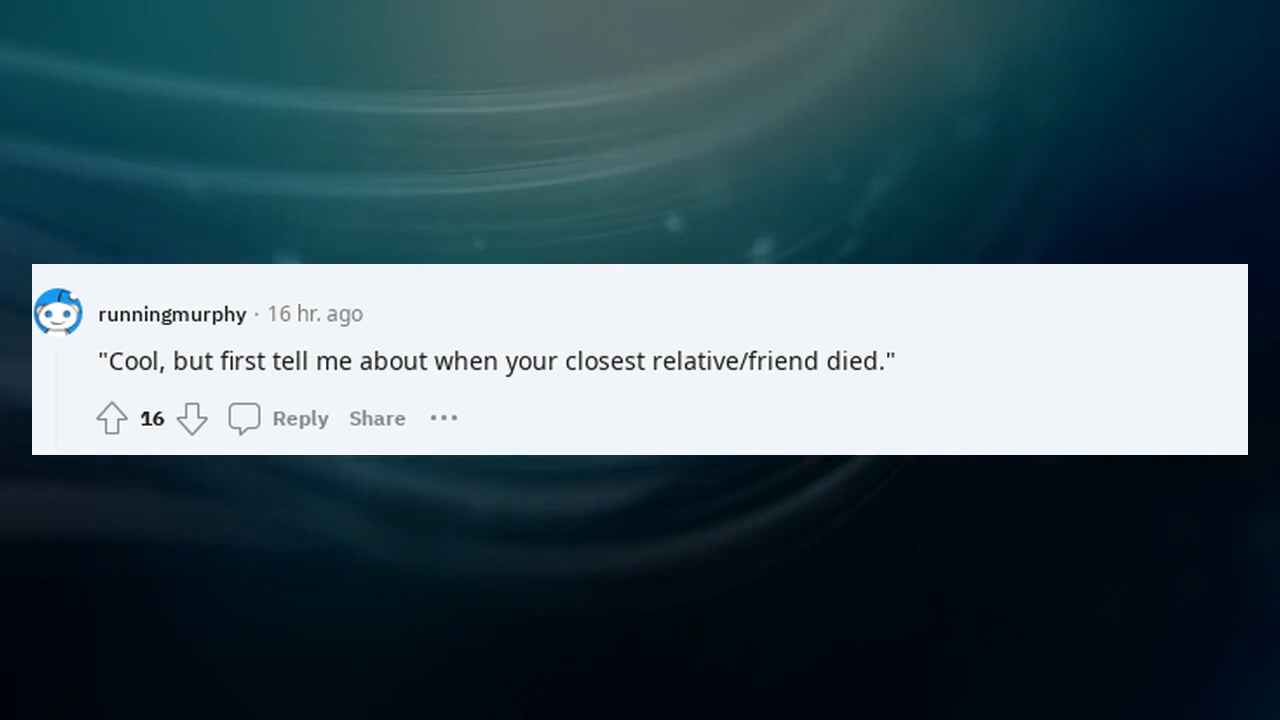 runningmurphy · 16 hr. ago
"Cool, but first tell me about when your closest relative/friend died."
16 Reply Share ···